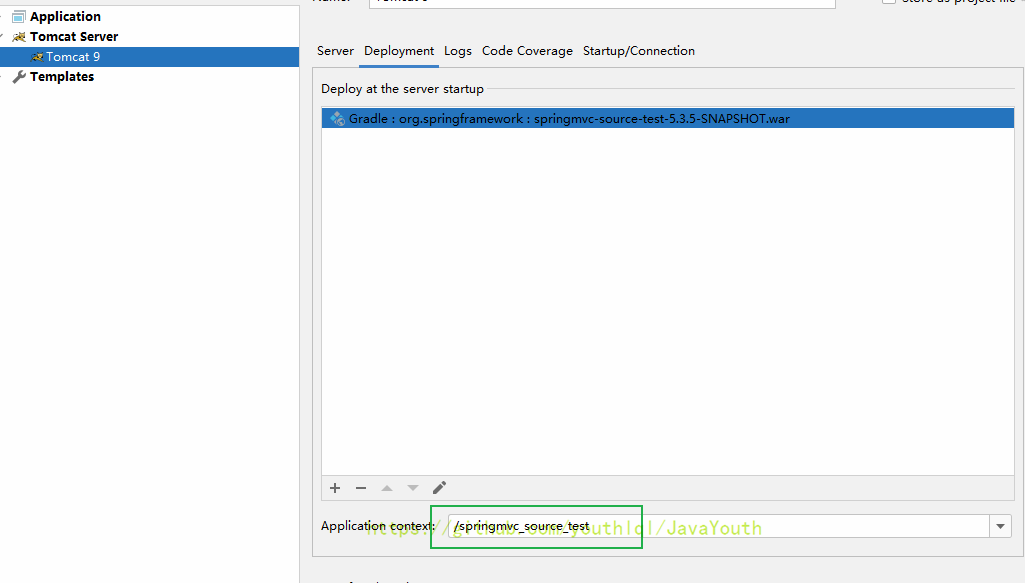 Application
Tomcat Server
Tomcat 9
Templates
Server Deployment Logs Code Coverage Startup/Connection
Deploy at the server startup
Gradle : org.springframework : springmvc-source-test-5.3.5-SNAPSHOT.war
Application context: /springmvc_source_test
https://github.com/youthlql/JavaYouth